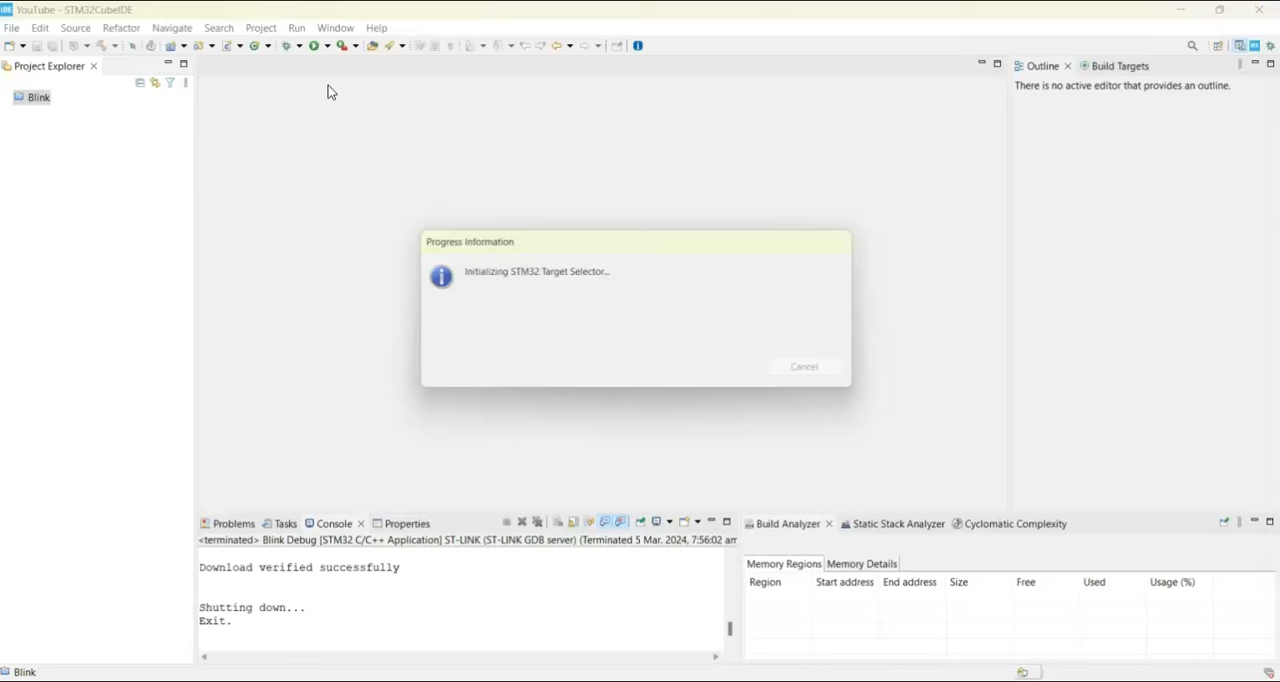 IDE YouTube - STM32CubeIDE
File Edit Source Refactor Navigate Search Project Run Window Help
Project Explorer
Outline Build Targets
There is no active editor that provides an outline.
Blink
Progress Information
Initializing STM32 Target Selector...
Cancel
Problems Tasks Console Properties
<terminated> Blink Debug [STM32 C/C++ Application] ST-LINK (ST-LINK GDB server) (Terminated 5 Mar. 2024, 7:56:02 am
Download verified successfully
Shutting down...
Exit.
Build Analyzer Static Stack Analyzer Cyclomatic Complexity
Memory Regions Memory Details
Region Start address End address Size Free Used Usage (%)
Blink